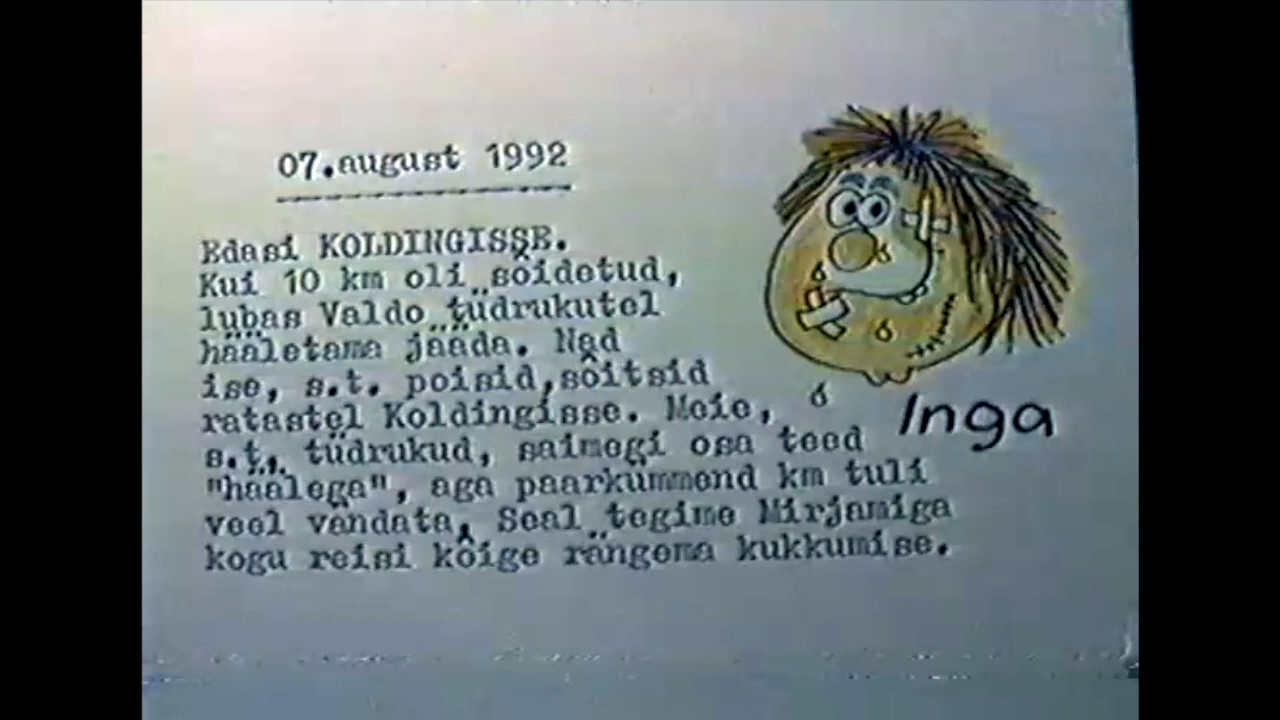 07.august 1992
Edasi KOLDINGISSE.
Kui 10 km oli sõidetud,
lubas Valdo tüdrukutel
hääletama jääda. Nad
ise, s.t. poisid,sõitsid
ratastel Koldingisse. Meie,
s.t. tüdrukud, saimegi osa teed
"häälega", aga paarkümmend km tuli
veel vändata. Seal tegime Mirjamiga
kogu reisi kõige rängema kukkumise.
Inga